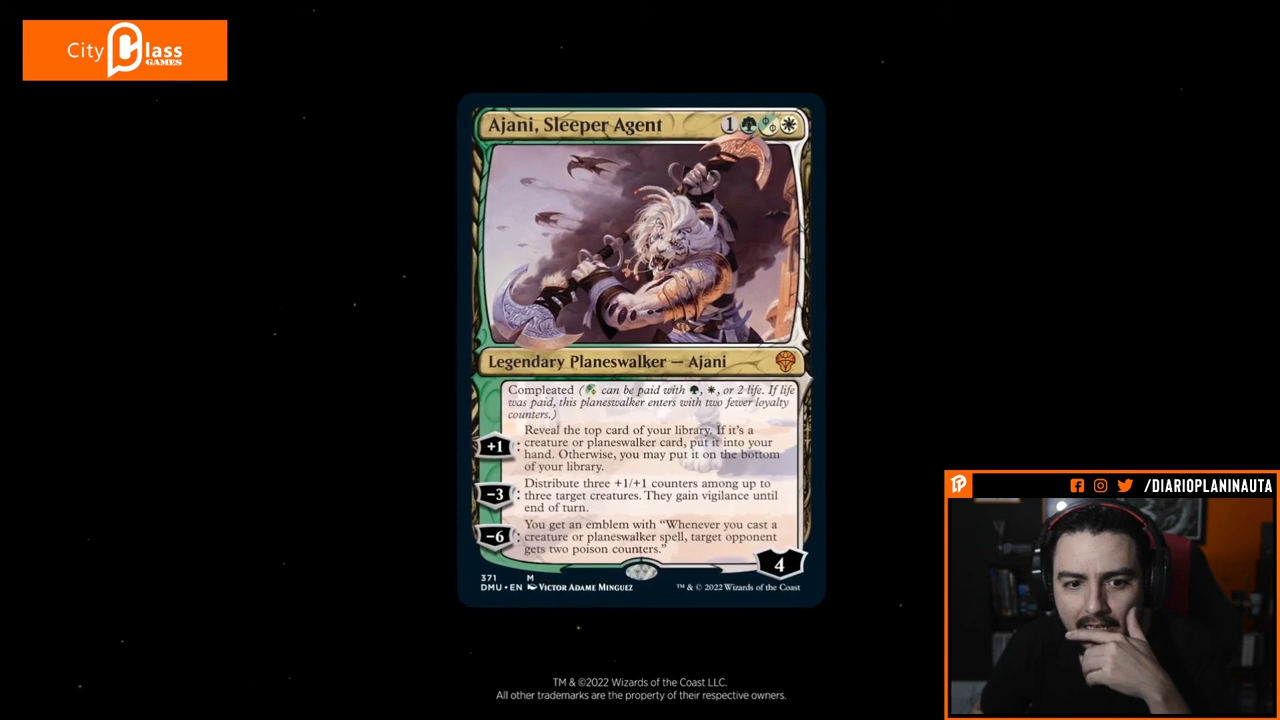 City Class
GAMES
Ajani, Sleeper Agent
1
Legendary Planeswalker — Ajani
Compleated ( can be paid with , , or 2 life. If life
was paid, this planeswalker enters with two fewer loyalty
counters.)
+1: Reveal the top card of your library. If it's a
creature or planeswalker card, put it into your
hand. Otherwise, you may put it on the bottom
of your library.
−3: Distribute three +1/+1 counters among up to
three target creatures. They gain vigilance until
end of turn.
−6: You get an emblem with “Whenever you cast a
creature or planeswalker spell, target opponent
gets two poison counters.”
4
371 M
DMU • EN Victor Adame Minguez ™ & © 2022 Wizards of the Coast
/DIARIOPLANINAUTA
TM & ©2022 Wizards of the Coast LLC.
All other trademarks are the property of their respective owners.